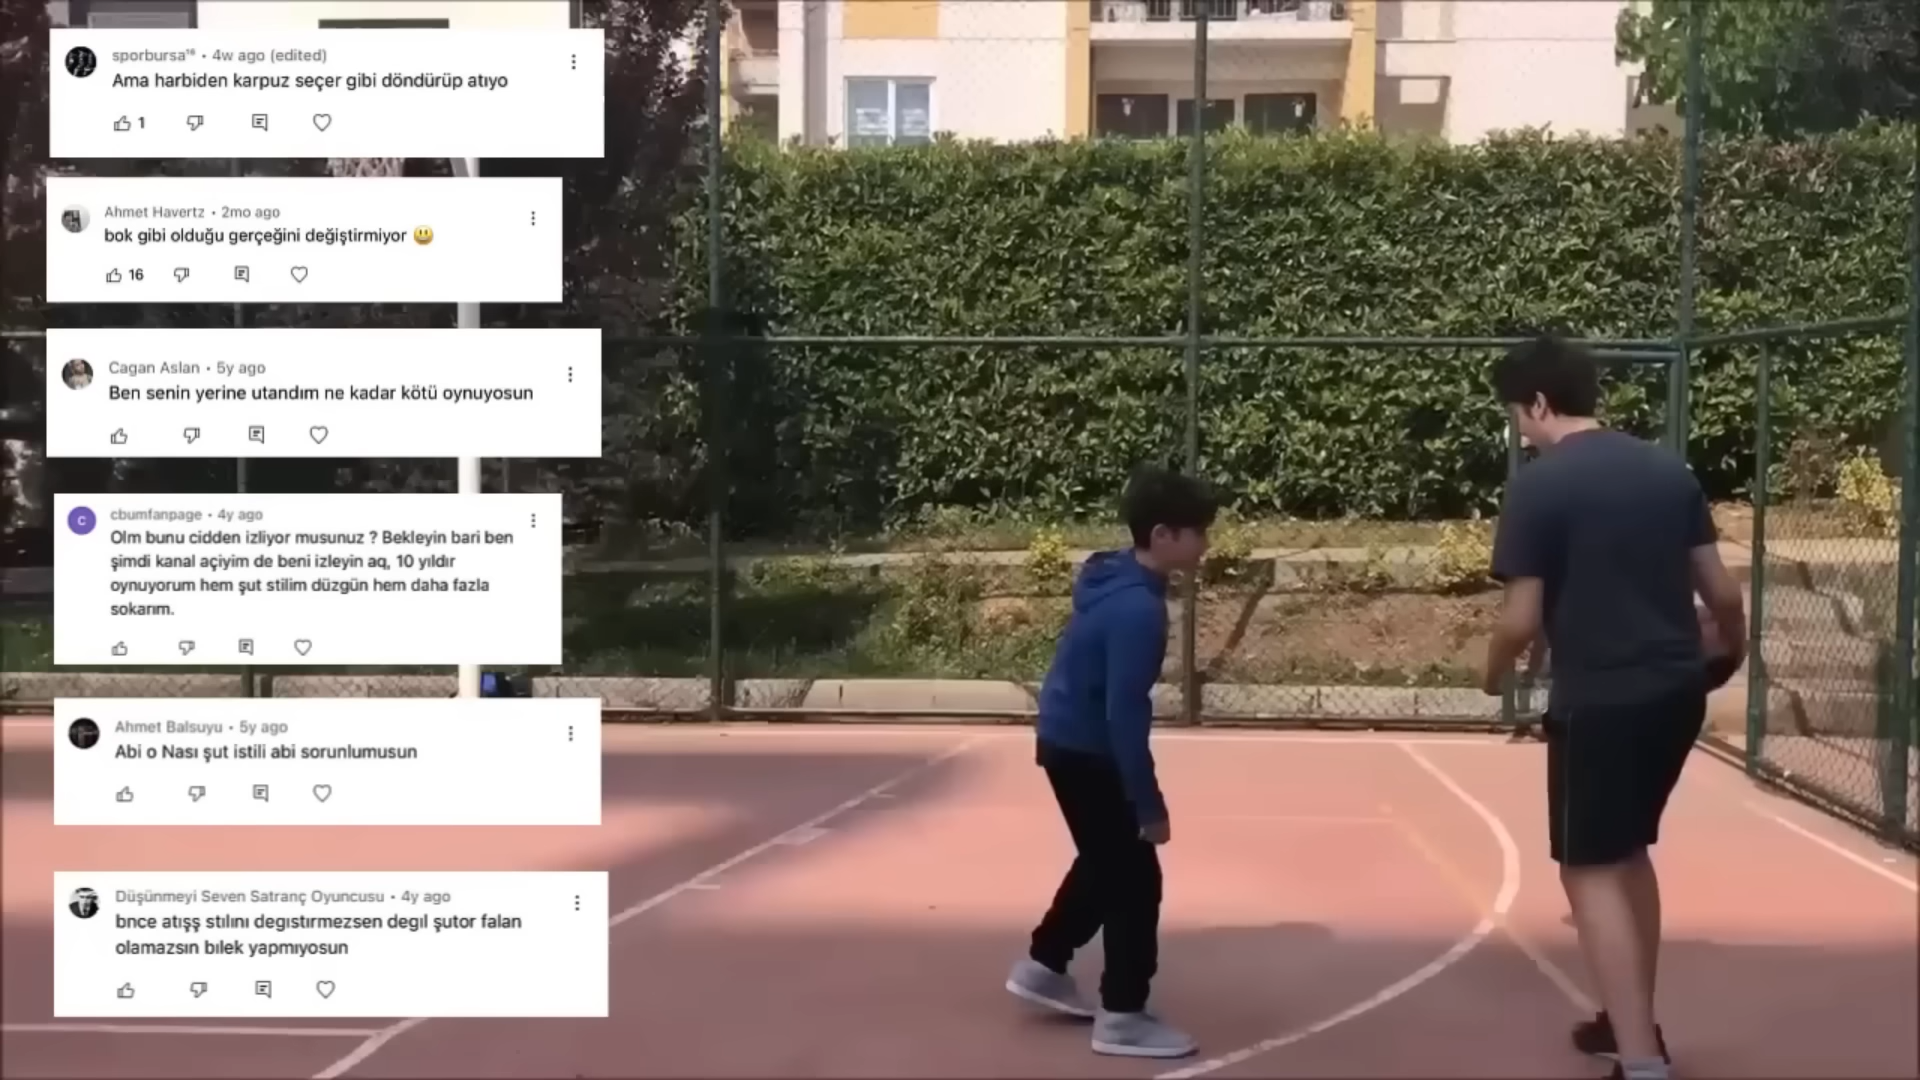 sporbursa¹⁶ • 4w ago (edited)
Ama harbiden karpuz seçer gibi döndürüp atıyo
1
Ahmet Havertz • 2mo ago
bok gibi olduğu gerçeğini değiştirmiyor 😃
16
Cagan Aslan • 5y ago
Ben senin yerine utandım ne kadar kötü oynuyosun
C
cbumfanpage • 4y ago
Olm bunu cidden izliyor musunuz ? Bekleyin bari ben
şimdi kanal açiyim de beni izleyin aq, 10 yıldır
oynuyorum hem şut stilim düzgün hem daha fazla
sokarım.
Ahmet Balsuyu • 5y ago
Abi o Nası şut istili abi sorunlumusun
Düşünmeyi Seven Satranç Oyuncusu • 4y ago
bnce atışş stılını degıstırmezsen degıl şutor falan
olamazsın bılek yapmıyosun